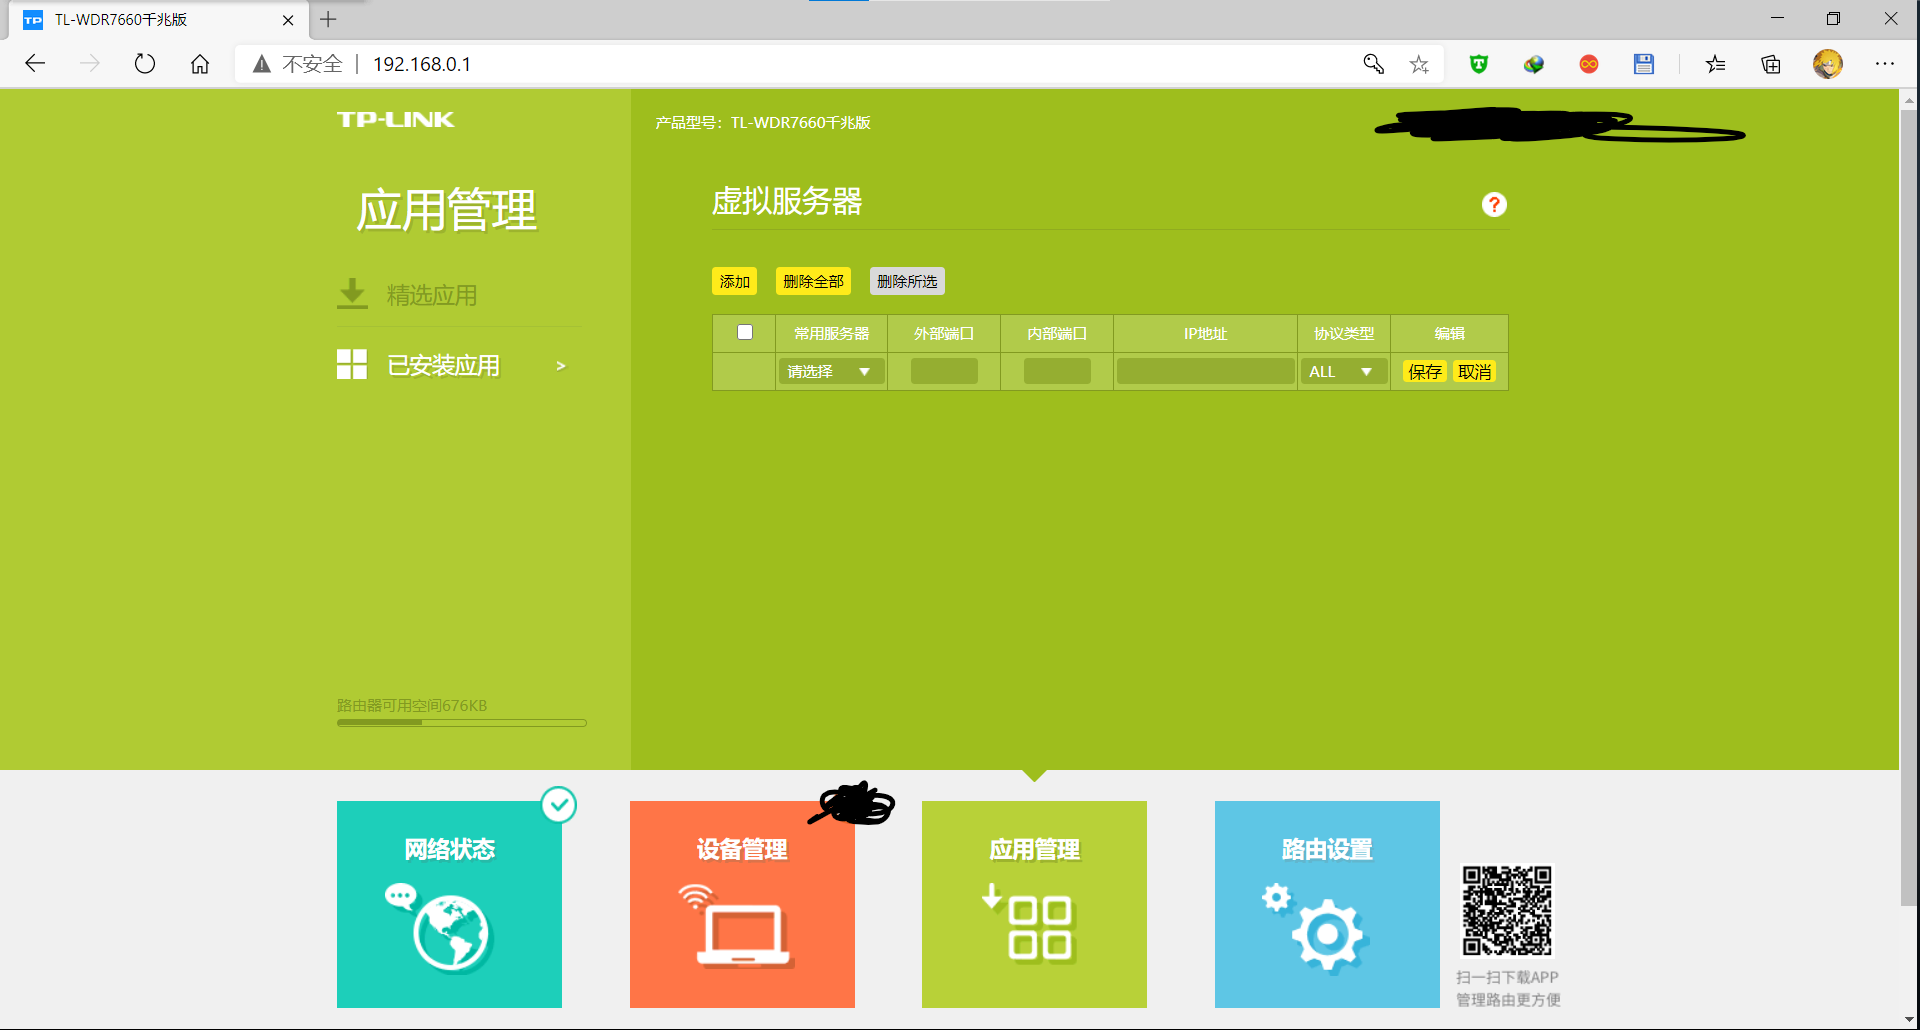 TP TL-WDR7660千兆版
不安全 | 192.168.0.1
TP-LINK
产品型号：TL-WDR7660千兆版
应用管理
精选应用
已安装应用 >
路由器可用空间676KB
虚拟服务器
?
添加 删除全部 删除所选
常用服务器 外部端口 内部端口 IP地址 协议类型 编辑
请选择 ALL 保存 取消
网络状态
设备管理
应用管理
路由设置
扫一扫下载APP
管理路由更方便